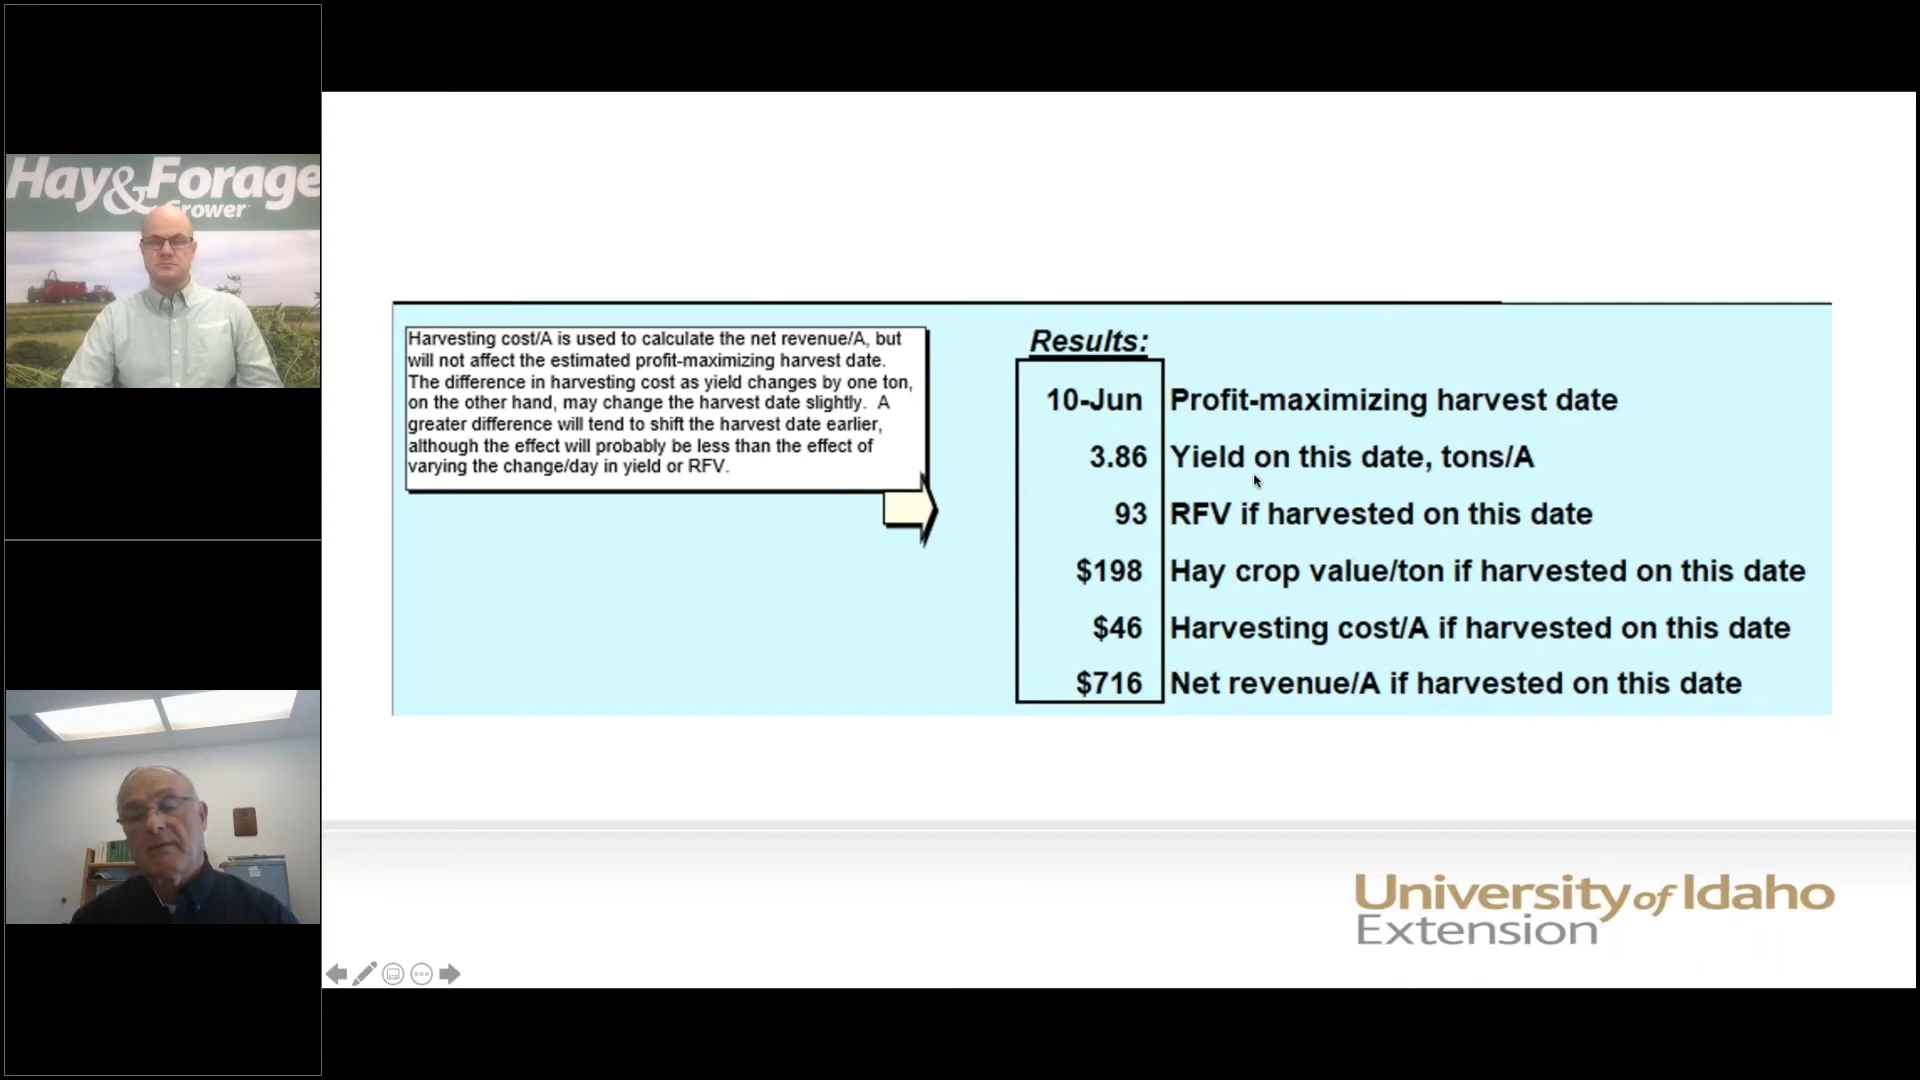 Hay&Forage
Grower
Harvesting cost/A is used to calculate the net revenue/A, but
will not affect the estimated profit-maximizing harvest date.
The difference in harvesting cost as yield changes by one ton,
on the other hand, may change the harvest date slightly.  A
greater difference will tend to shift the harvest date earlier,
although the effect will probably be less than the effect of
varying the change/day in yield or RFV.
Results:
10-Jun Profit-maximizing harvest date
3.86 Yield on this date, tons/A
93 RFV if harvested on this date
$198 Hay crop value/ton if harvested on this date
$46 Harvesting cost/A if harvested on this date
$716 Net revenue/A if harvested on this date
University of Idaho
Extension